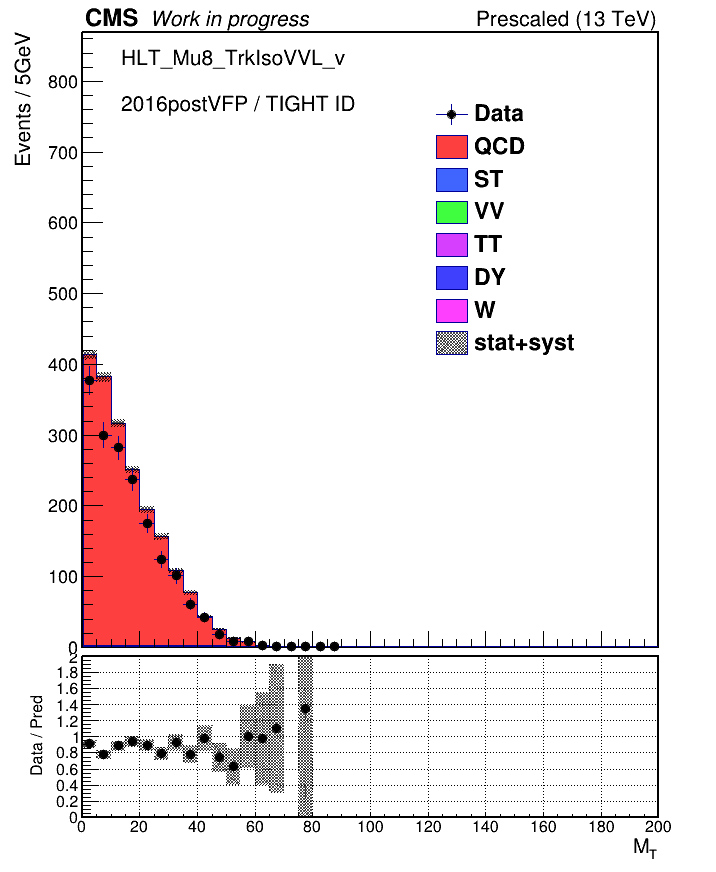 CMS Work in progress Prescaled (13 TeV)
HLT_Mu8_TrkIsoVVL_v
2016postVFP / TIGHT ID
Events / 5GeV
800
700
600
500
400
300
200
100
0
Data
QCD
ST
VV
TT
DY
W
stat+syst
Data / Pred
2
1.8
1.6
1.4
1.2
1
0.8
0.6
0.4
0.2
0
0 20 40 60 80 100 120 140 160 180 200
M_T